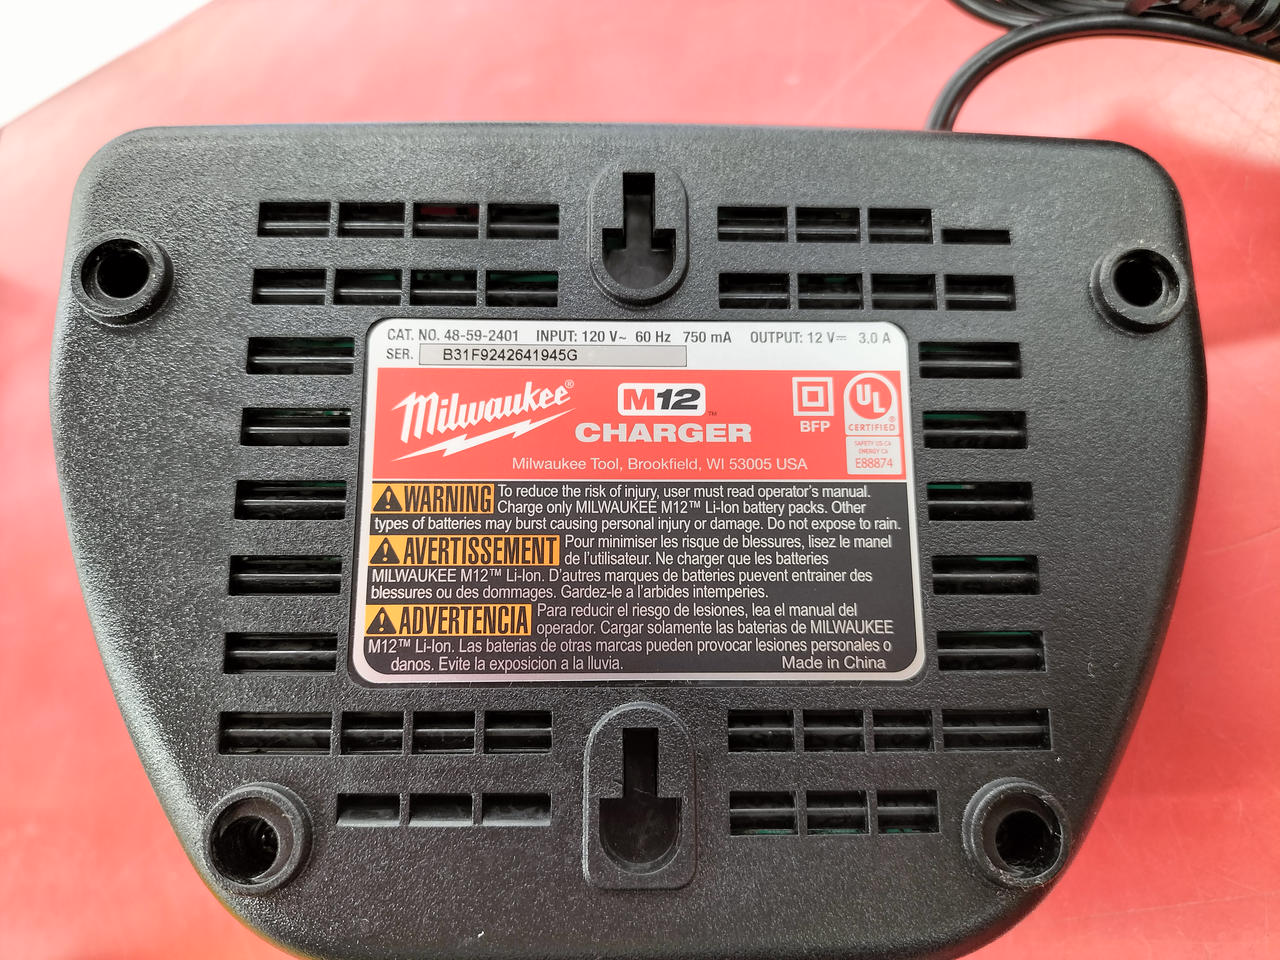 CAT. NO. 48-59-2401 INPUT: 120 V~ 60 Hz 750 mA OUTPUT: 12 V⎓ 3.0 A
SER. B31F9242641945G
Milwaukee®
M12™
CHARGER
BFP
UL
®
CERTIFIED
SAFETY US-CA
ENERGY CA
E88874
Milwaukee Tool, Brookfield, WI 53005 USA
⚠WARNING To reduce the risk of injury, user must read operator's manual.
Charge only MILWAUKEE M12™ Li-Ion battery packs. Other
types of batteries may burst causing personal injury or damage. Do not expose to rain.
⚠AVERTISSEMENT Pour minimiser les risque de blessures, lisez le manel
de l'utilisateur. Ne charger que les batteries
MILWAUKEE M12™ Li-Ion. D'autres marques de batteries puevent entrainer des
blessures ou des dommages. Gardez-le a l'arbides intemperies.
⚠ADVERTENCIA Para reducir el riesgo de lesiones, lea el manual del
operador. Cargar solamente las baterias de MILWAUKEE
M12™ Li-Ion. Las baterias de otras marcas pueden provocar lesiones personales o
danos. Evite la exposicion a la lluvia. Made in China